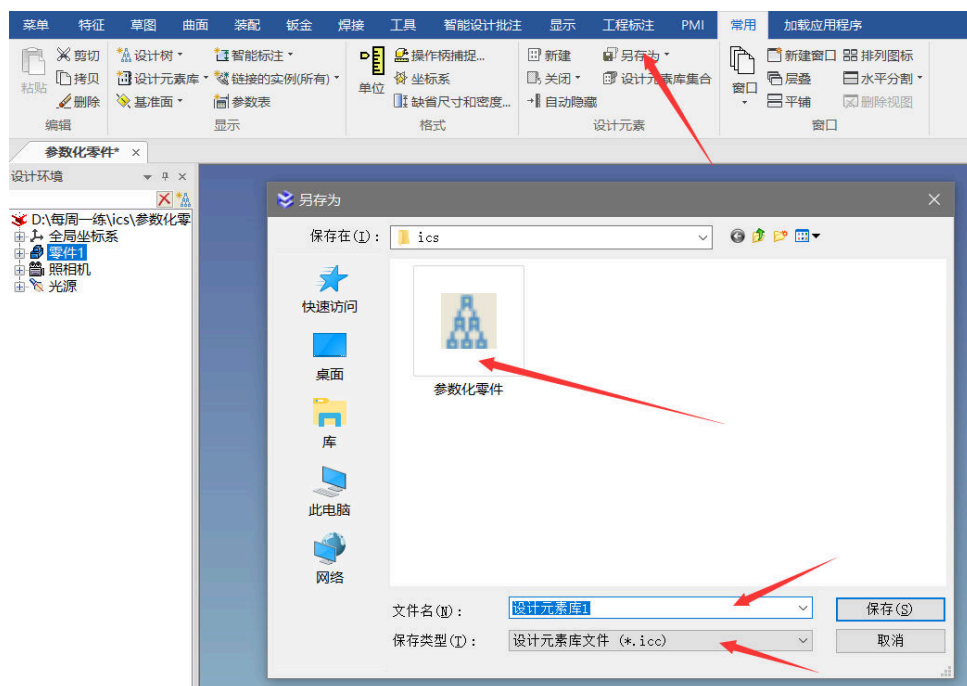 菜单 特征 草图 曲面 装配 钣金 焊接 工具 智能设计批注 显示 工程标注 PMI 常用 加载应用程序
粘贴 剪切 拷贝 删除
编辑
设计树 智能标注
设计元素库 链接的实例(所有)
基准面 参数表
显示
单位 操作柄捕捉...
坐标系
缺省尺寸和密度...
格式
新建 另存为
关闭 设计元素库集合
自动隐藏
设计元素
窗口 新建窗口 排列图标
层叠 水平分割
平铺 删除视图
窗口
参数化零件* ×
设计环境
D:\每周一练\ics\参数化零
全局坐标系
零件1
照相机
光源
另存为
保存在(I): ics
快速访问
桌面
库
此电脑
网络
参数化零件
文件名(N): 设计元素库1 保存(S)
保存类型(T): 设计元素库文件 (*.icc) 取消